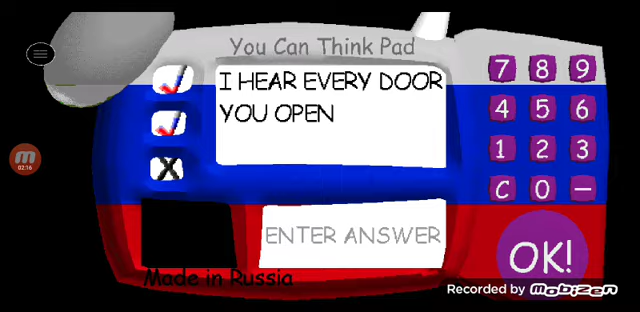 You Can Think Pad
I HEAR EVERY DOOR
YOU OPEN
7 8 9
4 5 6
1 2 3
C 0 −
02:16
ENTER ANSWER
OK!
Made in Russia
Recorded by Mobizen